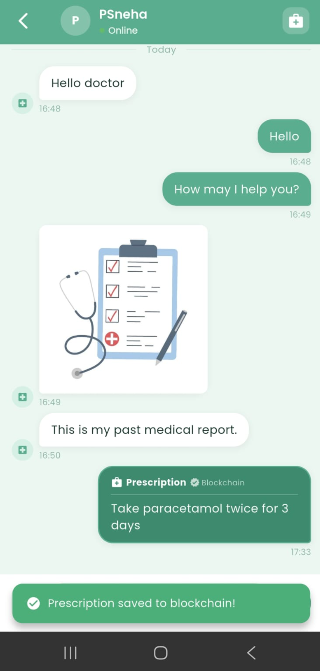 P
PSneha
Online
Today
Hello doctor
16:48
Hello
16:48
How may I help you?
16:49
16:49
This is my past medical report.
16:50
Prescription Blockchain
Take paracetamol twice for 3
days
17:33
Prescription saved to blockchain!